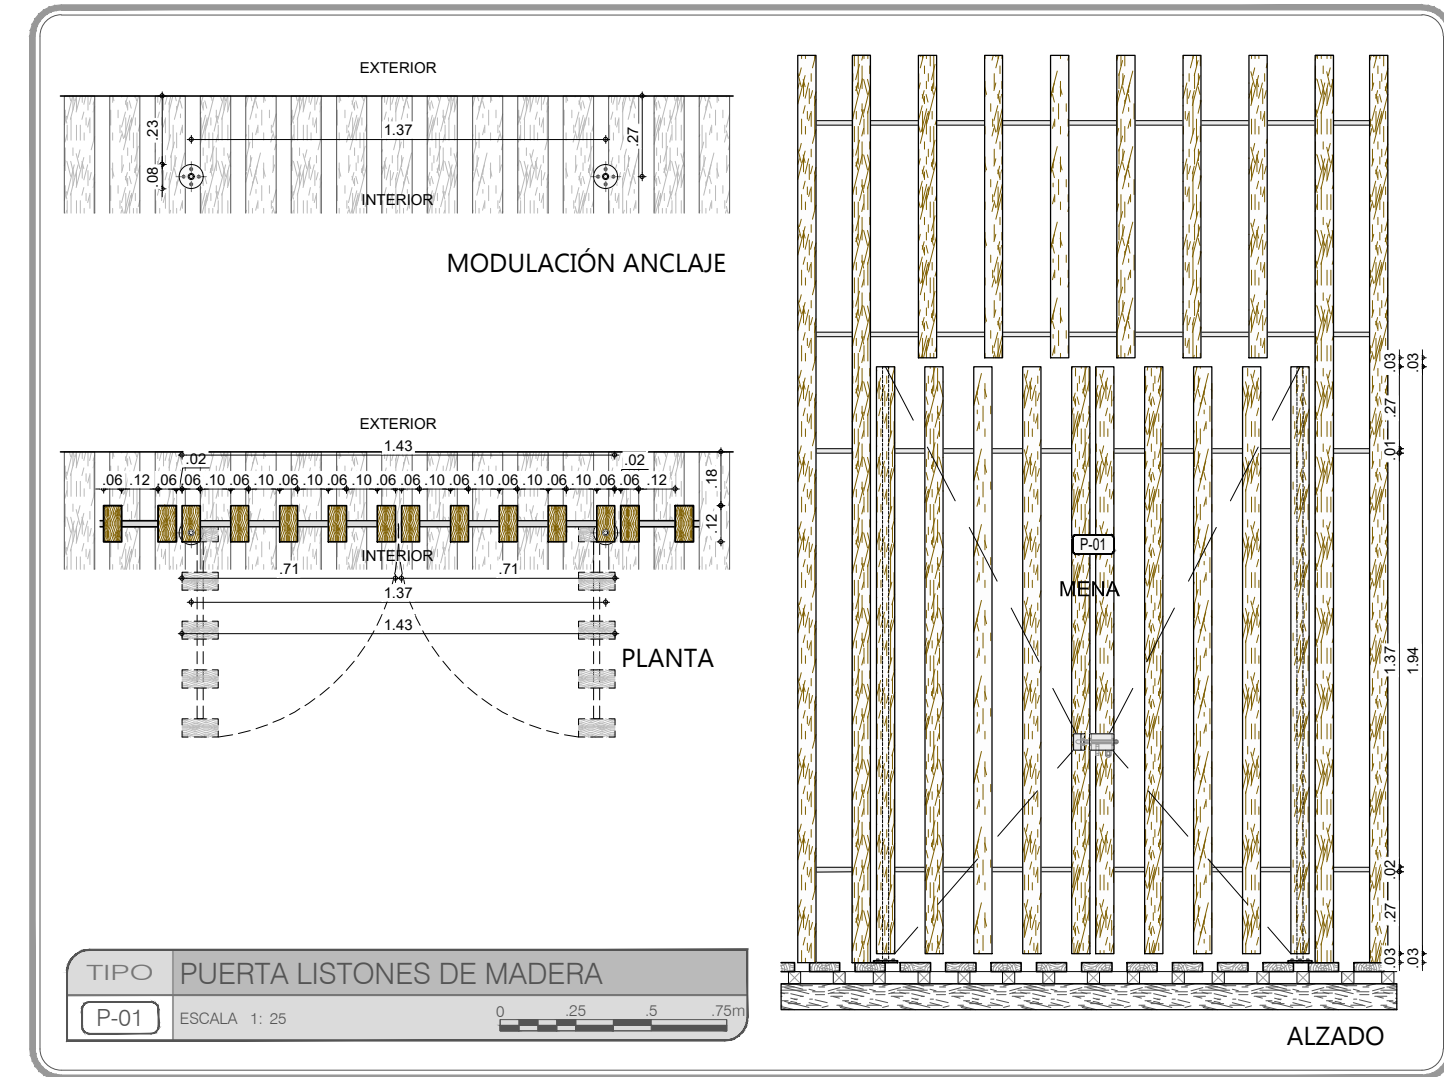 EXTERIOR
.23
1.37
.27
.08
INTERIOR
MODULACIÓN ANCLAJE
EXTERIOR
1.43
.02
.02
.06 .12 .06 .06 .10 .06 .10 .06 .10 .06 .10 .06 .06 .10 .06 .10 .06 .10 .06 .10 .06 .06 .12
.18
.12
INTERIOR
.71
.71
1.37
1.43
PLANTA
.03
.03
.27
.01
P-01
MENA
1.37
1.94
.02
.27
.03
.03
ALZADO
TIPO
PUERTA LISTONES DE MADERA
P-01
ESCALA 1: 25
0 .25 .5 .75m